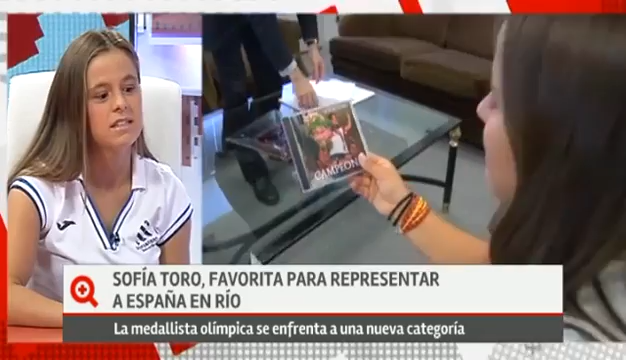 CAMPEON
SOFÍA TORO, FAVORITA PARA REPRESENTAR
A ESPAÑA EN RÍO
La medallista olímpica se enfrenta a una nueva categoría